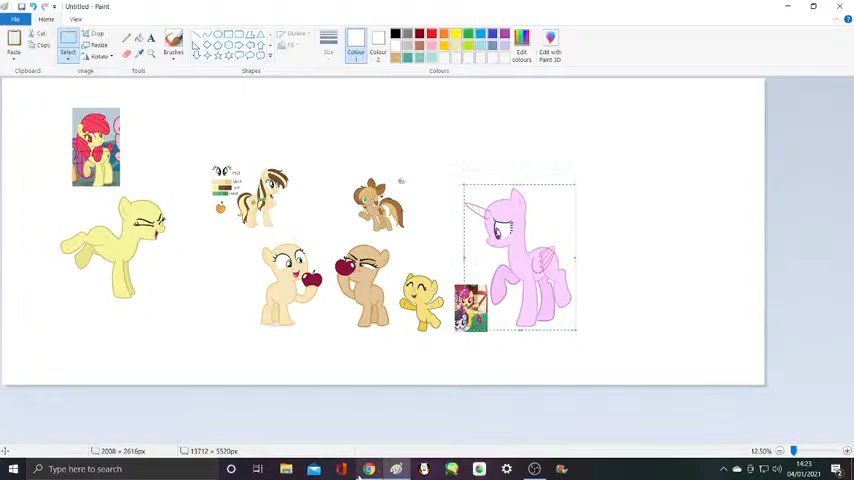 Untitled - Paint
File
Home
View
Paste
Cut
Copy
Clipboard
Select
Crop
Resize
Rotate
Image
Tools
Brushes
Shapes
Outline
Fill
Size
Colour 1
Colour 2
Edit colours
Edit with Paint 3D
Colours
2008 × 2616px
13712 × 5520px
12.50%
Type here to search
14:23
04/01/2021
2